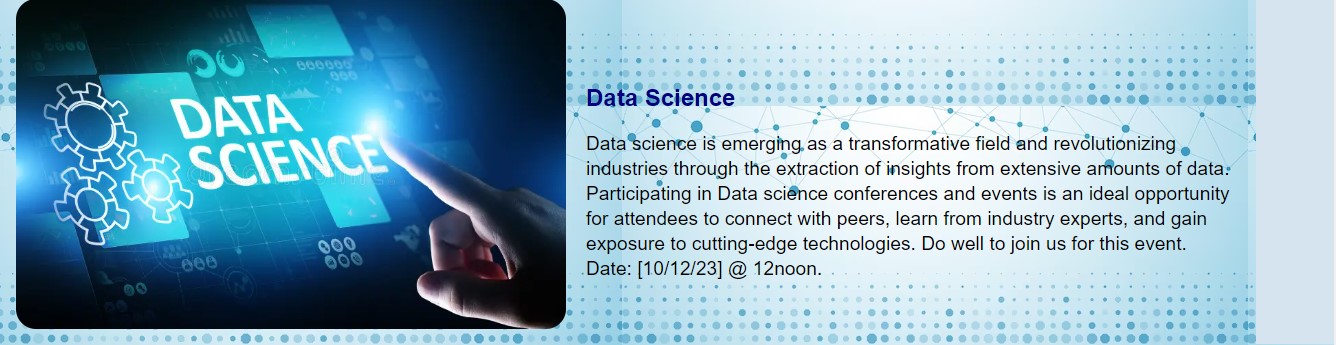 DATA
SCIENCE
Data Science
Data science is emerging as a transformative field and revolutionizing
industries through the extraction of insights from extensive amounts of data.
Participating in Data science conferences and events is an ideal opportunity
for attendees to connect with peers, learn from industry experts, and gain
exposure to cutting-edge technologies. Do well to join us for this event.
Date: [10/12/23] @ 12noon.